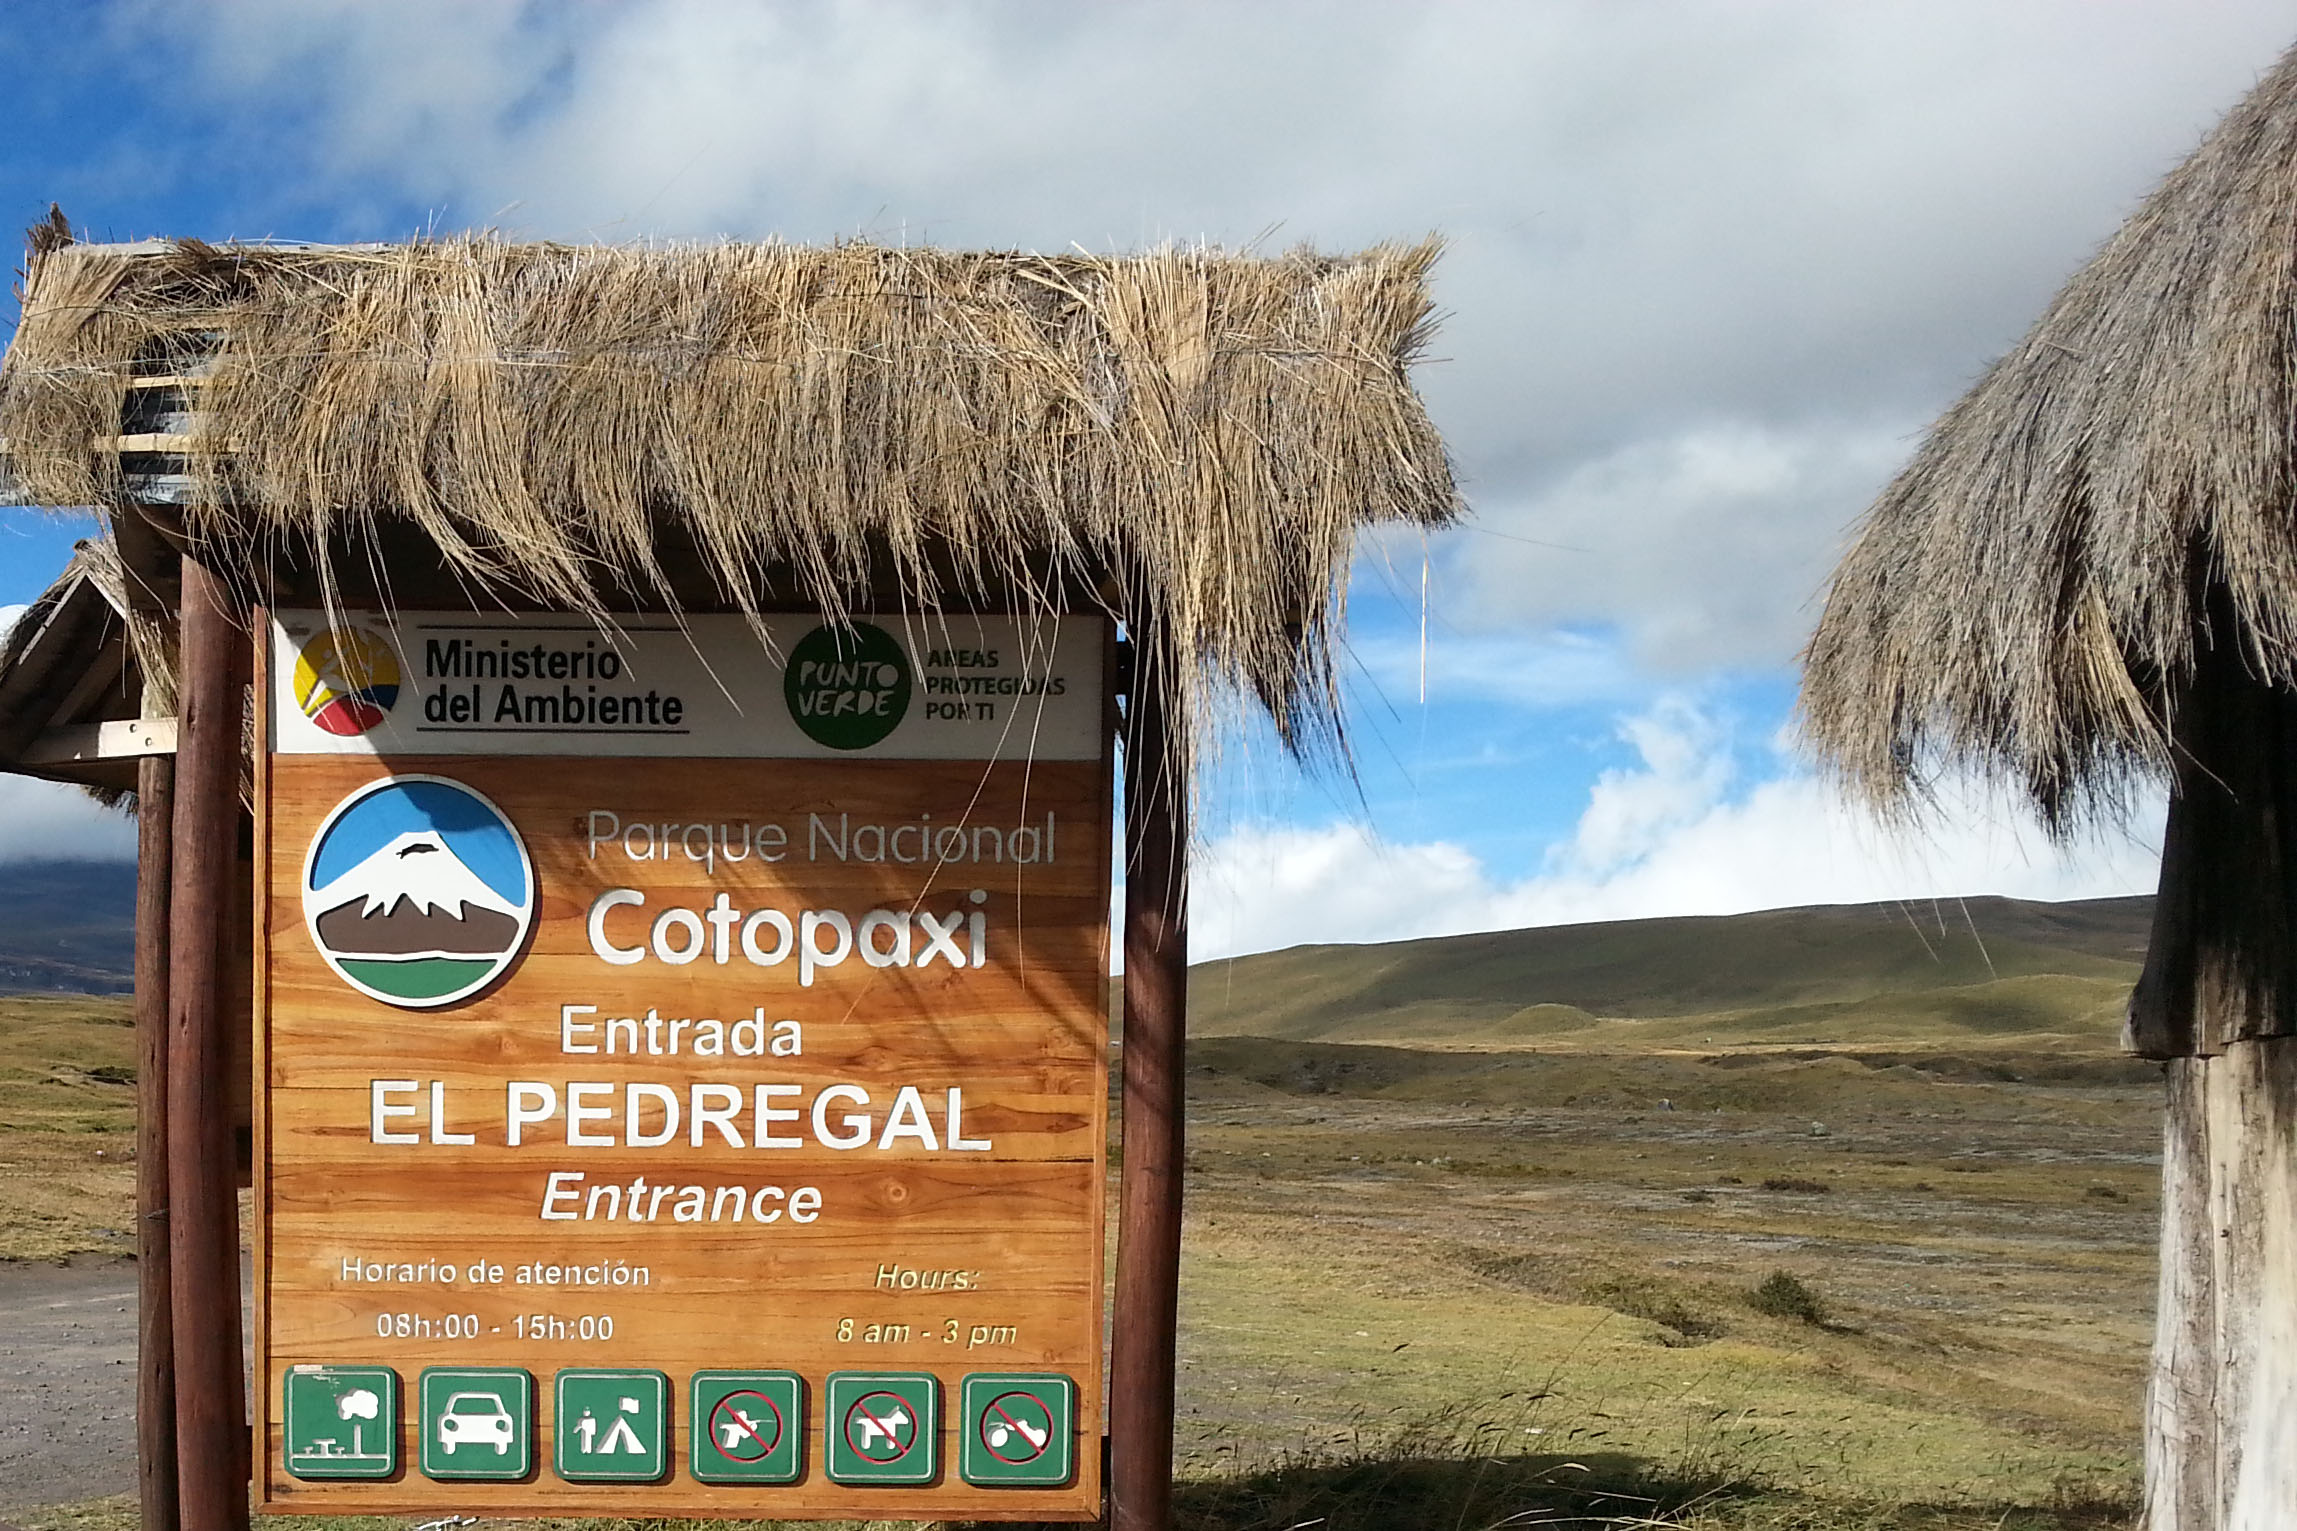 Ministerio
del Ambiente
PUNTO
VERDE
AREAS
PROTEGIDAS
POR TI
Parque Nacional
Cotopaxi
Entrada
EL PEDREGAL
Entrance
Horario de atención
08h:00 - 15h:00
Hours:
8 am - 3 pm